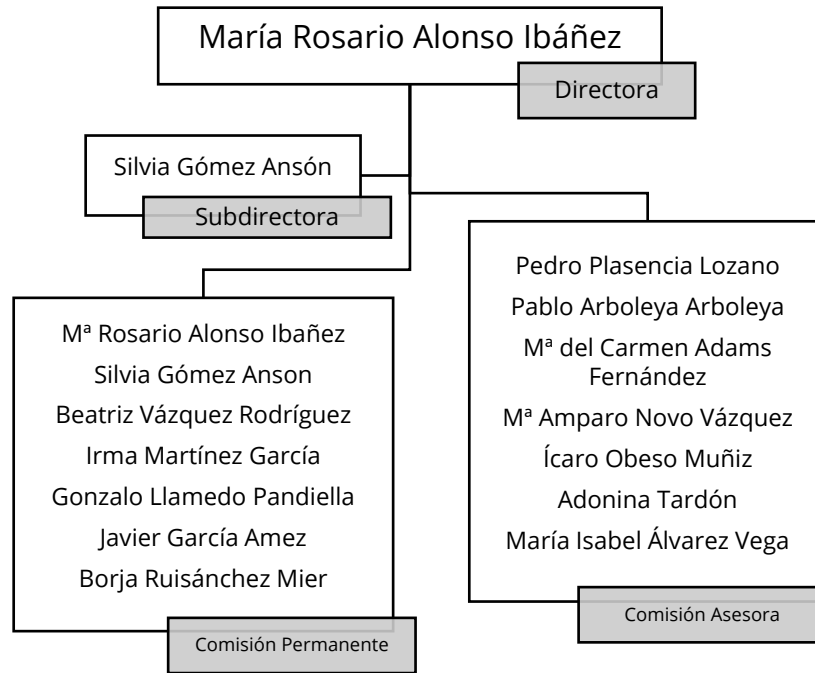 María Rosario Alonso Ibáñez
Directora
Silvia Gómez Ansón
Subdirectora
Mª Rosario Alonso Ibañez
Silvia Gómez Anson
Beatriz Vázquez Rodríguez
Irma Martínez García
Gonzalo Llamedo Pandiella
Javier García Amez
Borja Ruisánchez Mier
Comisión Permanente
Pedro Plasencia Lozano
Pablo Arboleya Arboleya
Mª del Carmen Adams
Fernández
Mª Amparo Novo Vázquez
Ícaro Obeso Muñiz
Adonina Tardón
María Isabel Álvarez Vega
Comisión Asesora